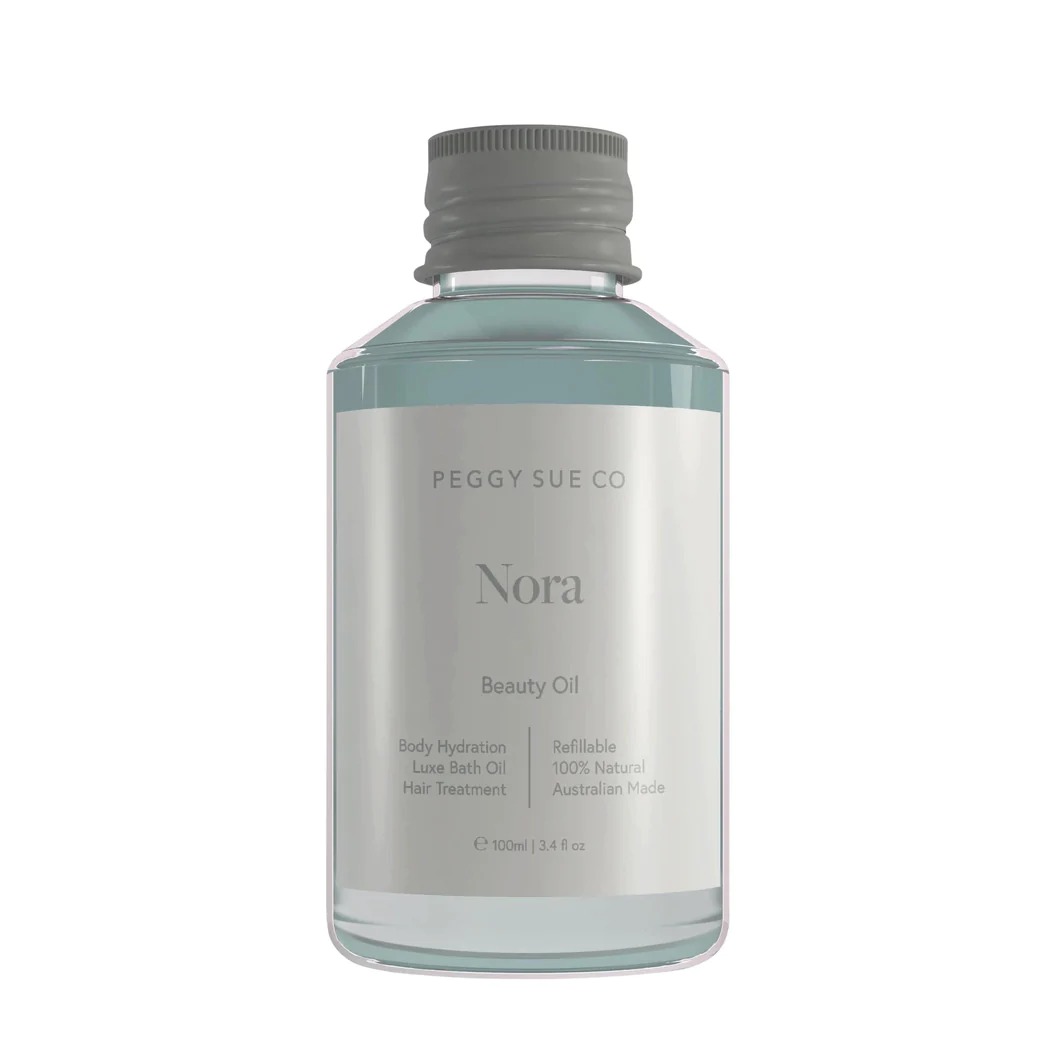 PEGGY SUE CO
Nora
Beauty Oil
Body Hydration
Luxe Bath Oil
Hair Treatment
Refillable
100% Natural
Australian Made
℮ 100ml | 3.4 fl oz